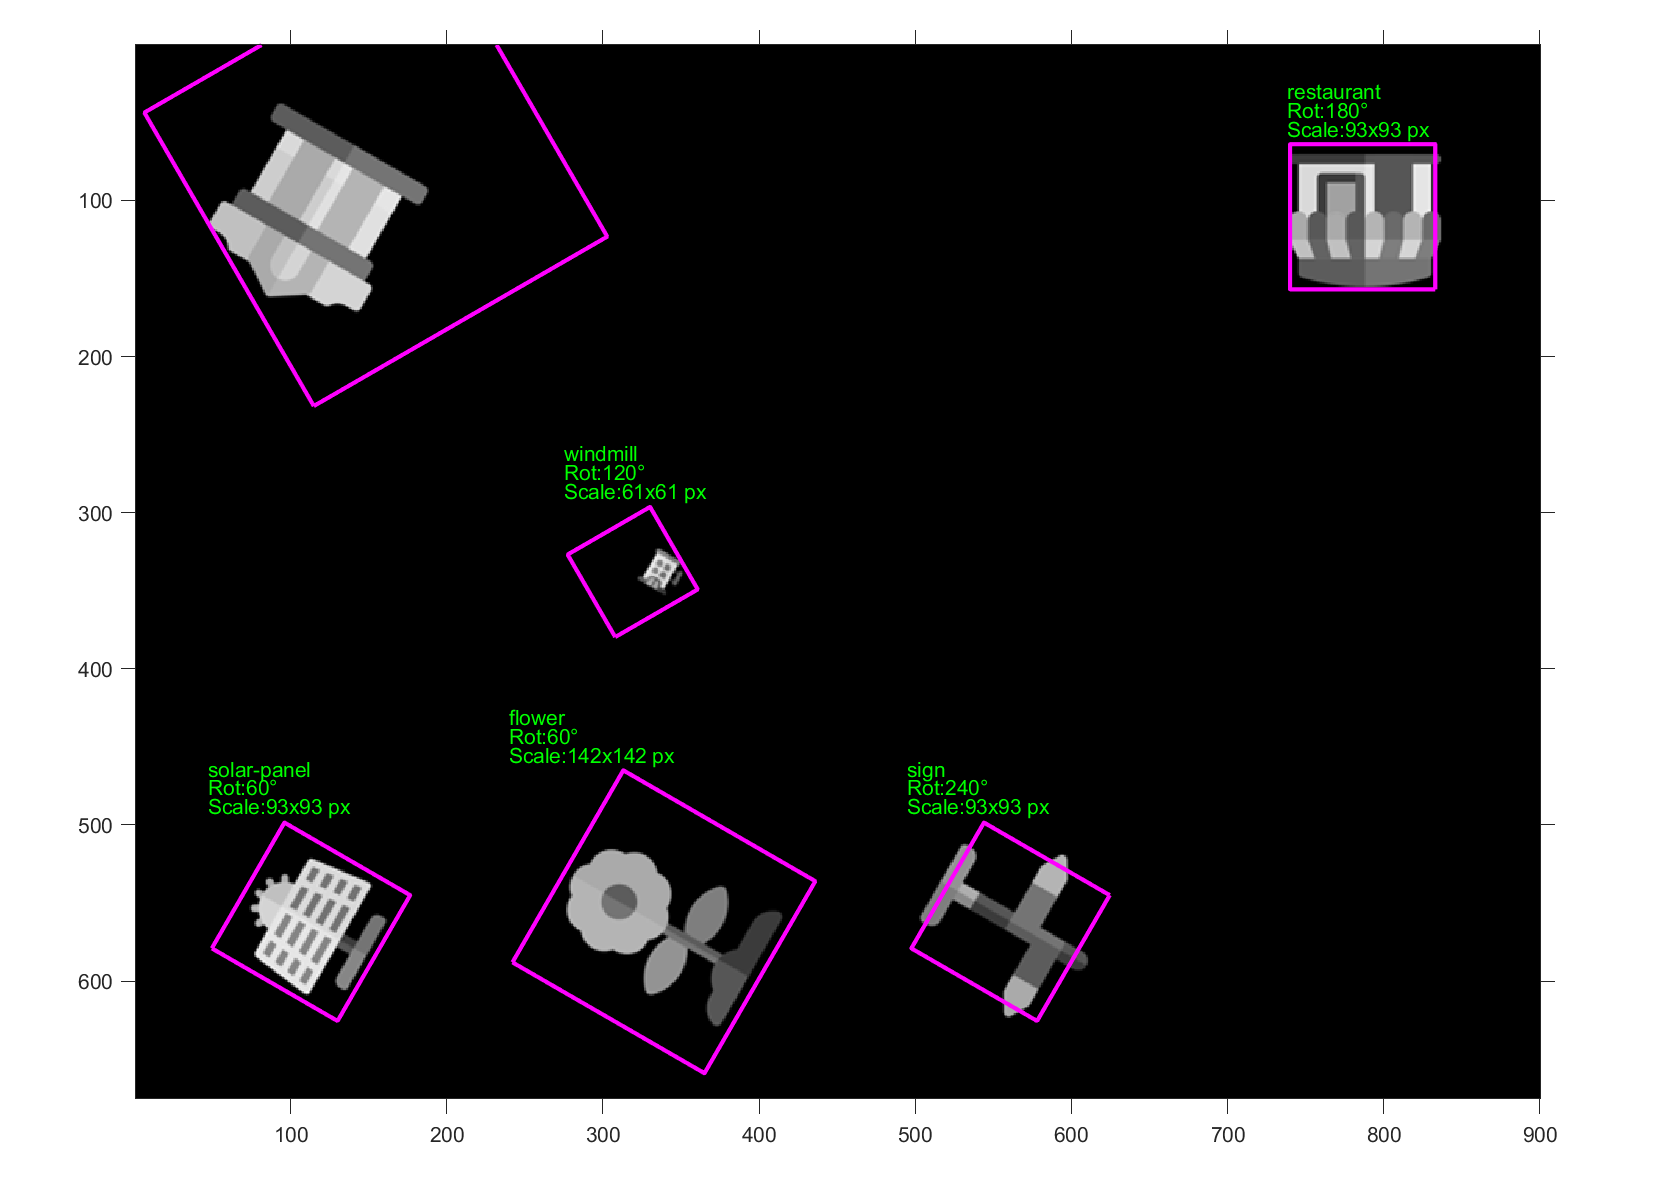 restaurant
Rot:180°
Scale:93x93 px
100
200
windmill
Rot:120°
Scale:61x61 px
300
400
flower
Rot:60°
Scale:142x142 px
solar-panel
Rot:60°
Scale:93x93 px
sign
Rot:240°
Scale:93x93 px
500
600
100 200 300 400 500 600 700 800 900